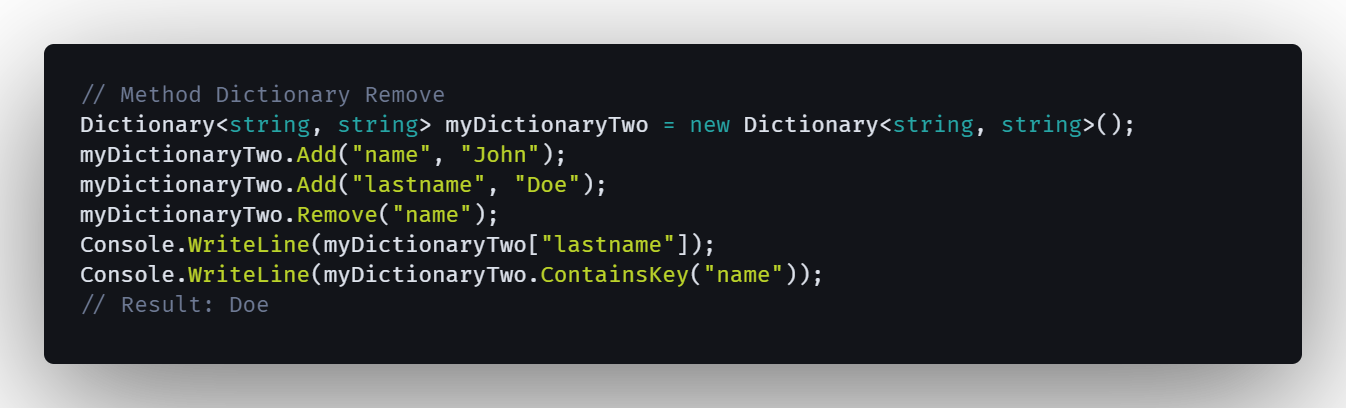 // Method Dictionary Remove
Dictionary<string, string> myDictionaryTwo = new Dictionary<string, string>();
myDictionaryTwo.Add("name", "John");
myDictionaryTwo.Add("lastname", "Doe");
myDictionaryTwo.Remove("name");
Console.WriteLine(myDictionaryTwo["lastname"]);
Console.WriteLine(myDictionaryTwo.ContainsKey("name"));
// Result: Doe